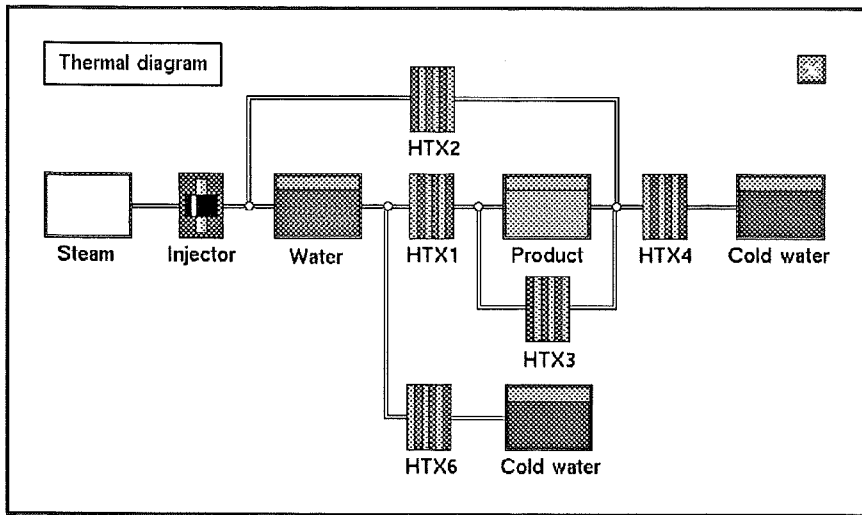 Thermal diagram
HTX2
Steam
Injector
Water
HTX1
Product
HTX4
Cold water
HTX3
HTX6
Cold water